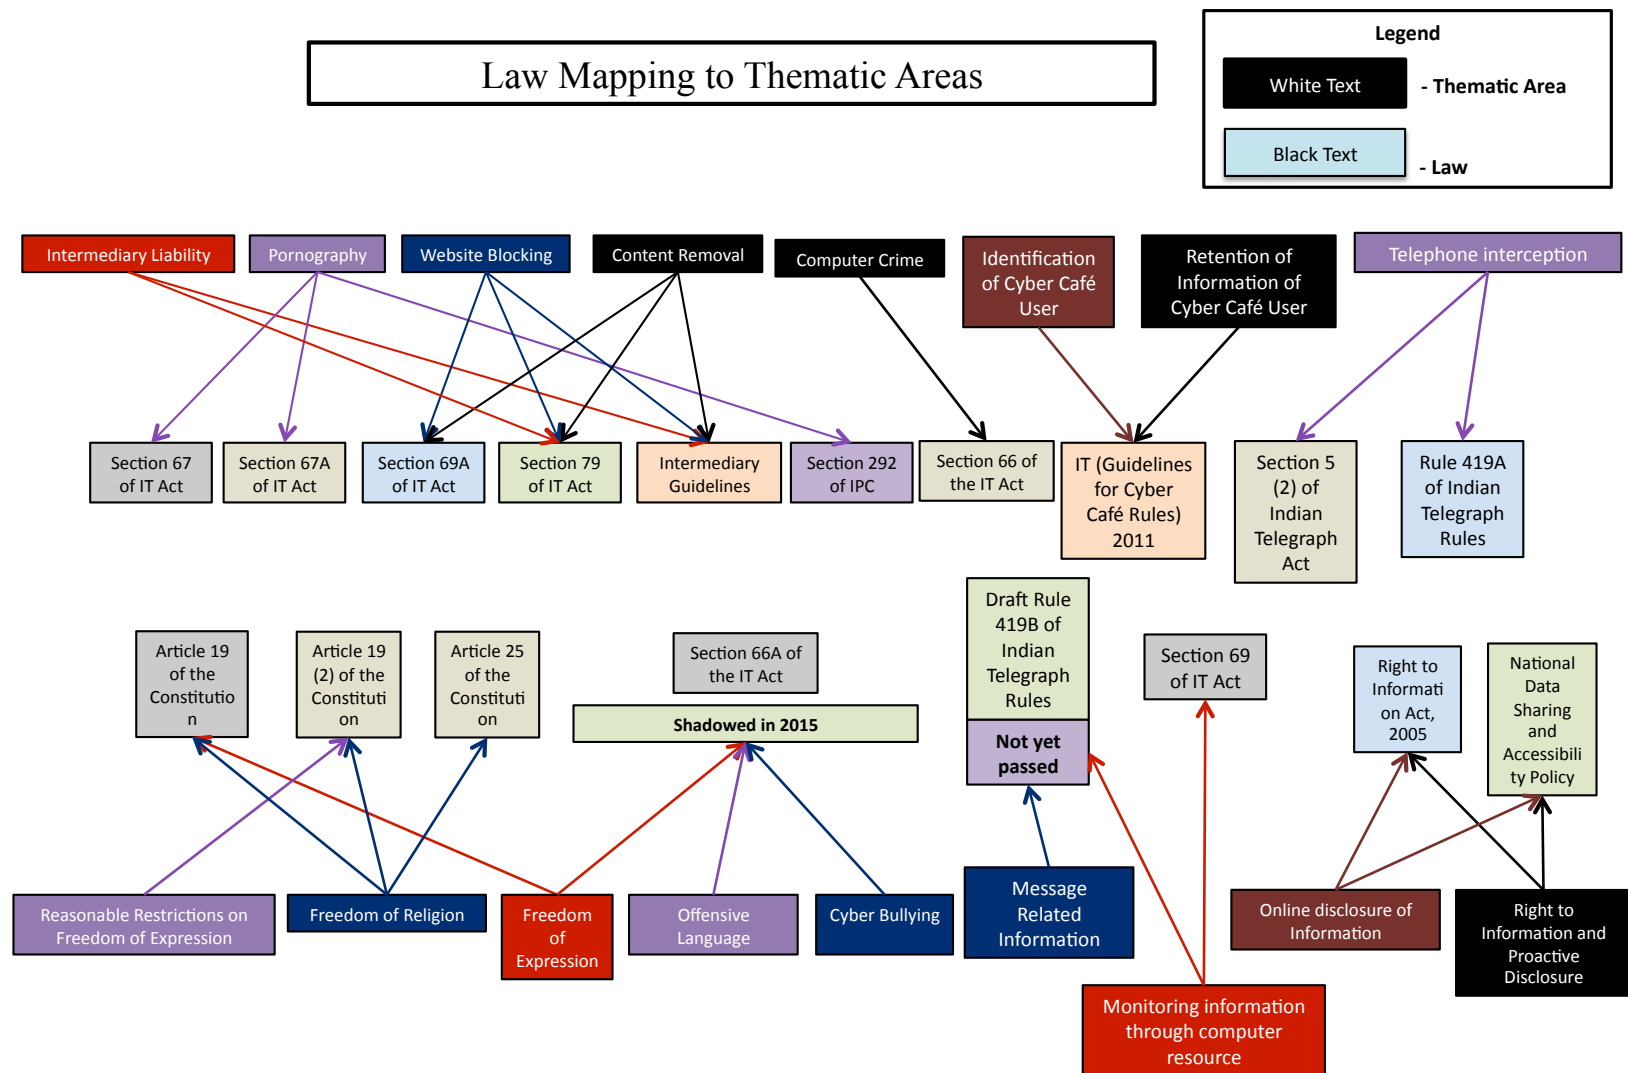 Law Mapping to Thematic Areas
Legend
White Text
- Thematic Area
Black Text
- Law
Intermediary Liability
Pornography
Website Blocking
Content Removal
Computer Crime
Identification
of Cyber Café
User
Retention of
Information of
Cyber Café User
Telephone interception
Section 67
of IT Act
Section 67A
of IT Act
Section 69A
of IT Act
Section 79
of IT Act
Intermediary
Guidelines
Section 292
of IPC
Section 66 of
the IT Act
IT (Guidelines
for Cyber
Café Rules)
2011
Section 5
(2) of
Indian
Telegraph
Act
Rule 419A
of Indian
Telegraph
Rules
Article 19
of the
Constitutio
n
Article 19
(2) of the
Constituti
on
Article 25
of the
Constituti
on
Section 66A of
the IT Act
Shadowed in 2015
Draft Rule
419B of
Indian
Telegraph
Rules
Not yet
passed
Section 69
of IT Act
Right to
Informati
on Act,
2005
National
Data
Sharing
and
Accessibili
ty Policy
Reasonable Restrictions on
Freedom of Expression
Freedom of Religion
Freedom
of
Expression
Offensive
Language
Cyber Bullying
Message
Related
Information
Monitoring information
through computer
resource
Online disclosure of
Information
Right to
Information and
Proactive
Disclosure